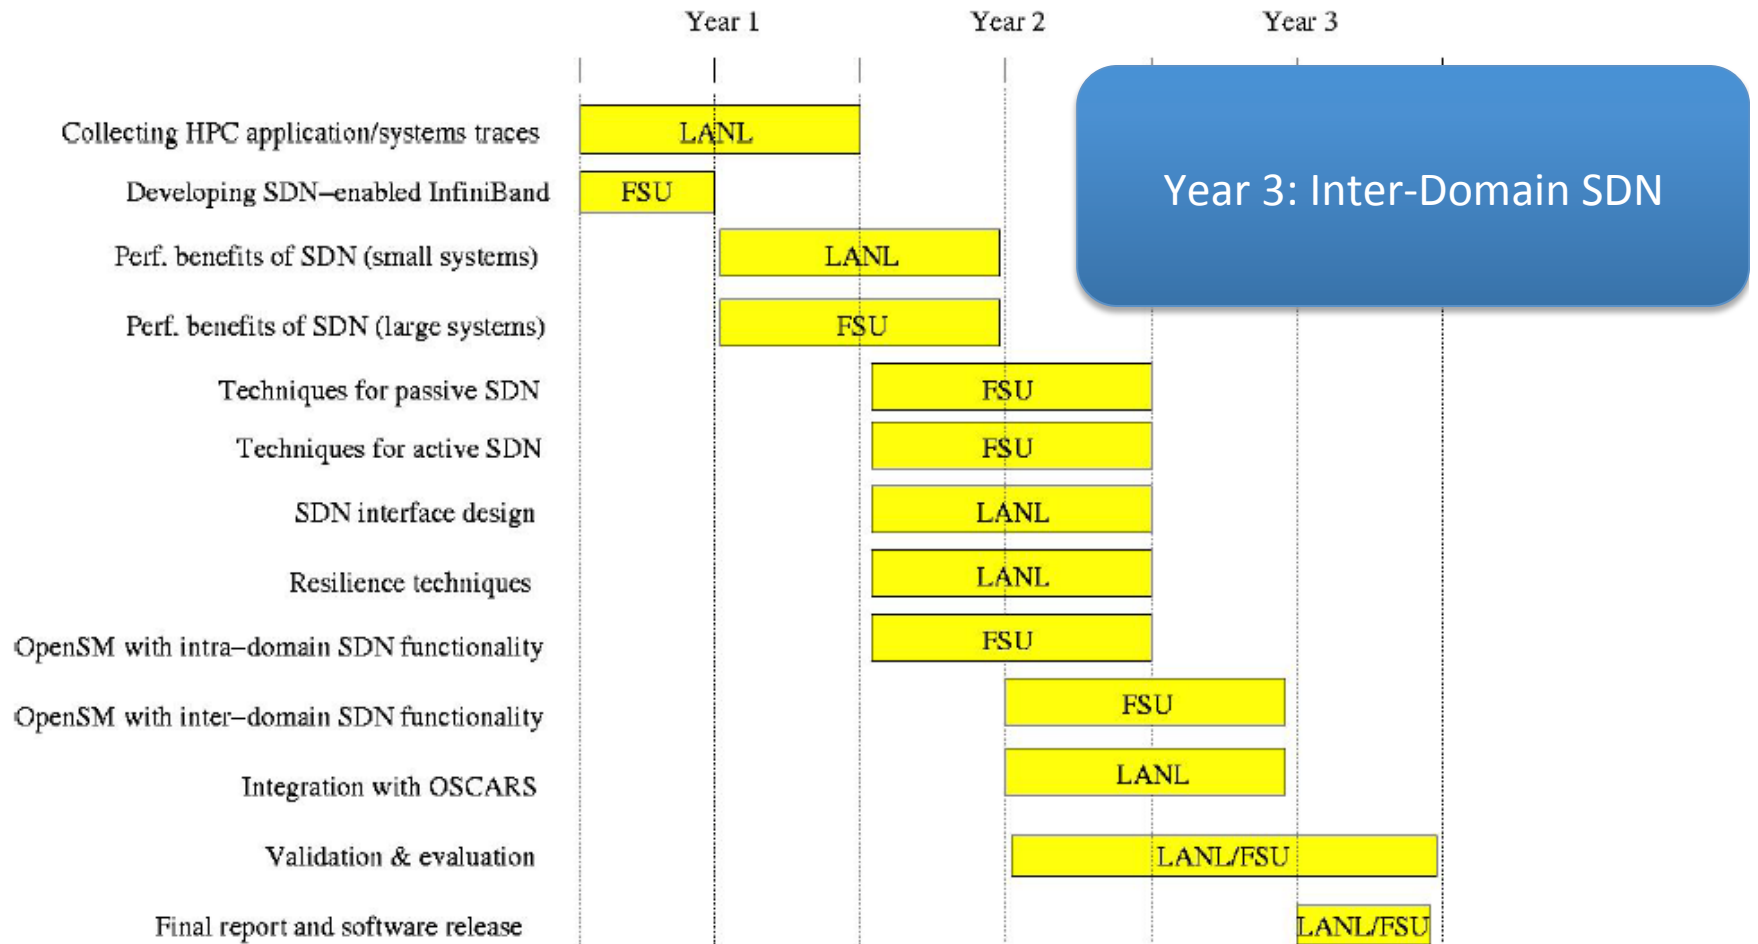 Year 1 Year 2 Year 3
Year 3: Inter-Domain SDN
Collecting HPC application/systems traces LANL
Developing SDN–enabled InfiniBand FSU
Perf. benefits of SDN (small systems) LANL
Perf. benefits of SDN (large systems) FSU
Techniques for passive SDN FSU
Techniques for active SDN FSU
SDN interface design LANL
Resilience techniques LANL
OpenSM with intra–domain SDN functionality FSU
OpenSM with inter–domain SDN functionality FSU
Integration with OSCARS LANL
Validation & evaluation LANL/FSU
Final report and software release LANL/FSU